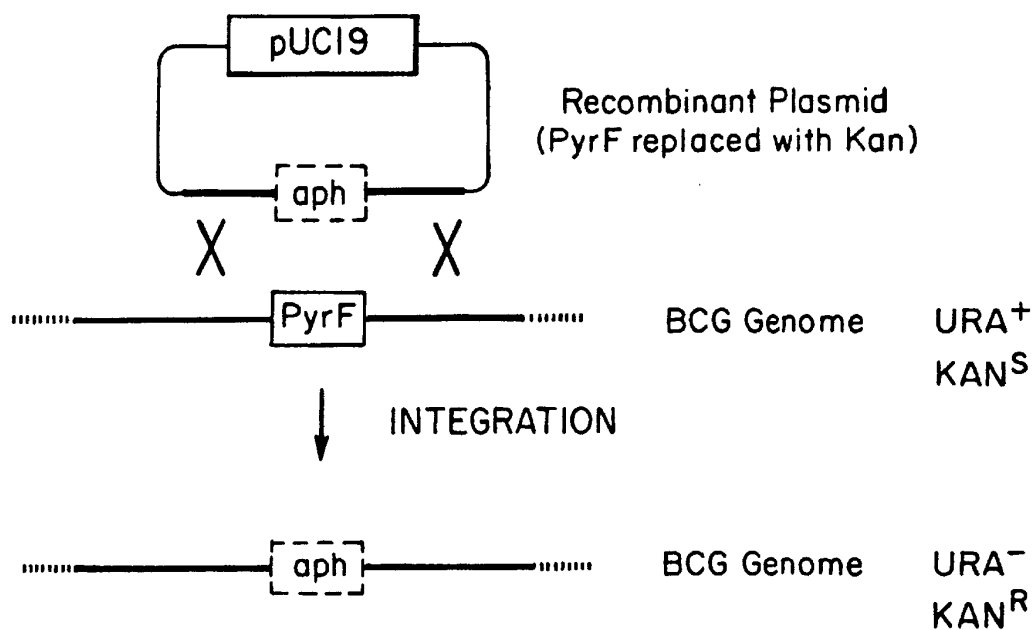 pUC19
Recombinant Plasmid
(PyrF replaced with Kan)
aph
PyrF
BCG Genome URA+
KANS
INTEGRATION
aph
BCG Genome URA-
KANR